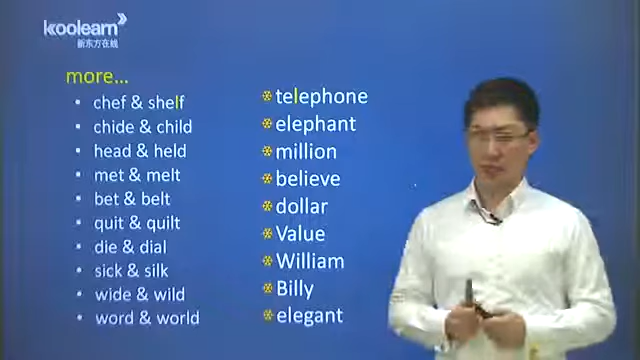 koolearn
新东方在线
more...
• chef & shelf
• chide & child
• head & held
• met & melt
• bet & belt
• quit & quilt
• die & dial
• sick & silk
• wide & wild
• word & world
telephone
elephant
million
believe
dollar
Value
William
Billy
elegant